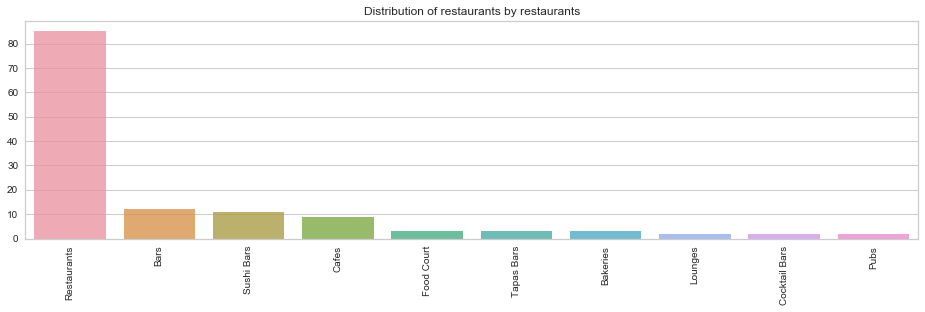 Distribution of restaurants by restaurants
80
70
60
50
40
30
20
10
0
Restaurants
Bars
Sushi Bars
Cafes
Food Court
Tapas Bars
Bakeries
Lounges
Cocktail Bars
Pubs